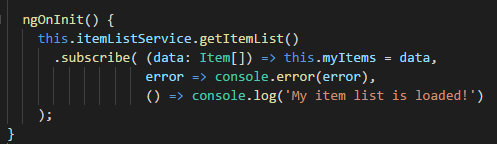 ngOnInit() {
this.itemListService.getItemList()
.subscribe( (data: Item[]) => this.myItems = data,
error => console.error(error),
() => console.log('My item list is loaded!')
);
}